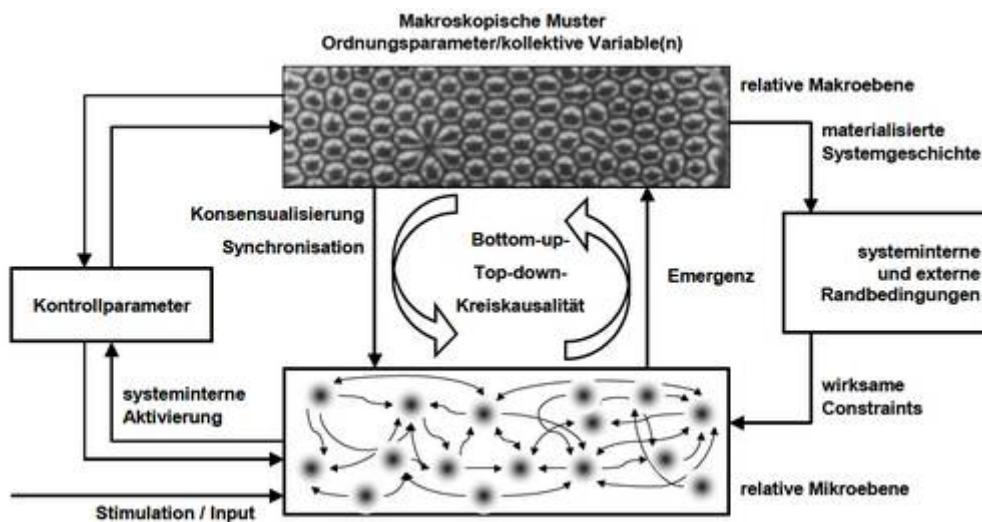 Makroskopische Muster
Ordnungsparameter/kollektive Variable(n)
relative Makroebene
materialisierte
Systemgeschichte
Konsensualisierung
Synchronisation
Bottom-up-
Top-down-
Kreiskausalität
Emergenz
systeminterne
und externe
Randbedingungen
Kontrollparameter
systeminterne
Aktivierung
wirksame
Constraints
relative Mikroebene
Stimulation / Input